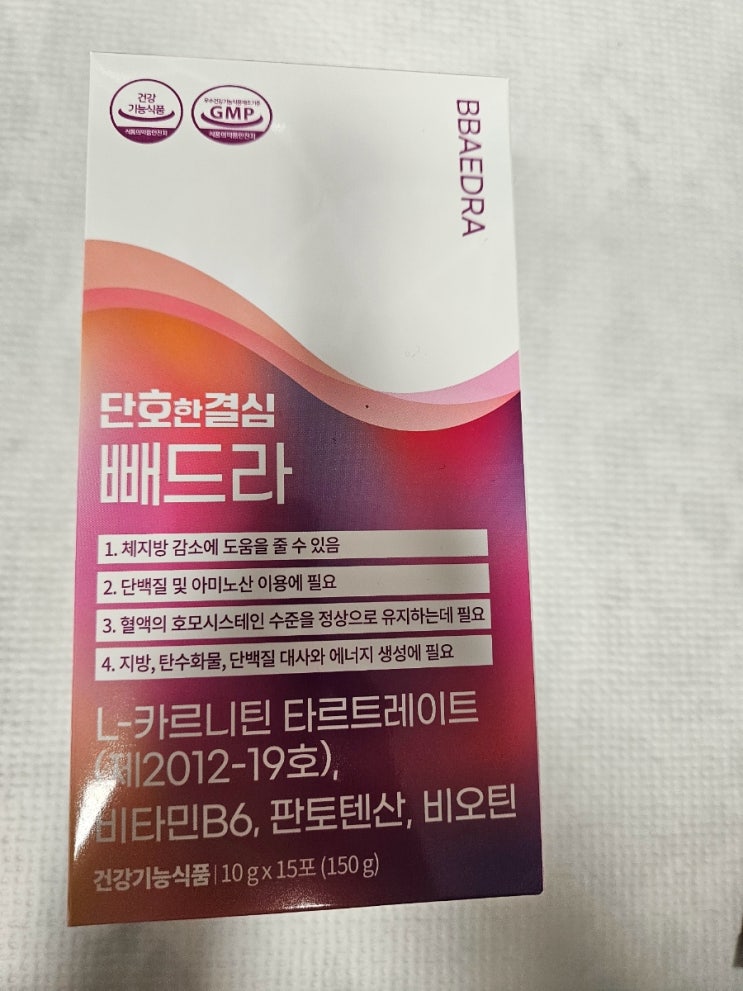 건강
기능식품
식품의약품안전처
우수건강기능식품제조기준
GMP
식품의약품안전처
BBAEDRA
단호한결심
빼드라
1. 체지방 감소에 도움을 줄 수 있음
2. 단백질 및 아미노산 이용에 필요
3. 혈액의 호모시스테인 수준을 정상으로 유지하는데 필요
4. 지방, 탄수화물, 단백질 대사와 에너지 생성에 필요
L-카르니틴 타르트레이트
(제2012-19호),
비타민B6, 판토텐산, 비오틴
건강기능식품 | 10 g x 15포 (150 g)